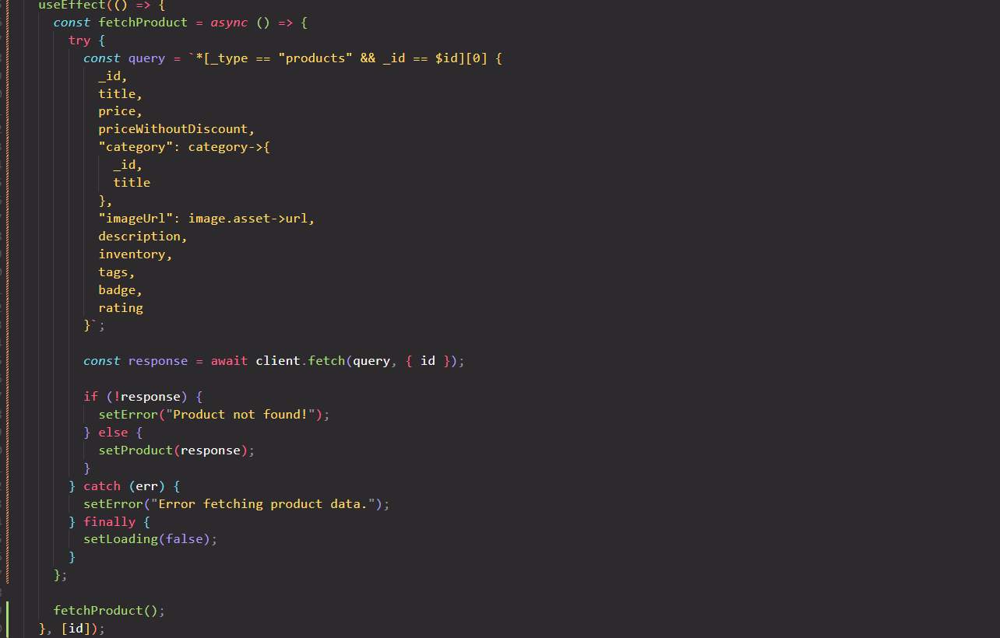 useEffect(() => {
const fetchProduct = async () => {
try {
const query = `*[_type == "products" && _id == $id][0] {
_id,
title,
price,
priceWithoutDiscount,
"category": category->{
_id,
title
},
"imageUrl": image.asset->url,
description,
inventory,
tags,
badge,
rating
}`;
const response = await client.fetch(query, { id });
if (!response) {
setError("Product not found!");
} else {
setProduct(response);
}
} catch (err) {
setError("Error fetching product data.");
} finally {
setLoading(false);
}
};
fetchProduct();
}, [id]);